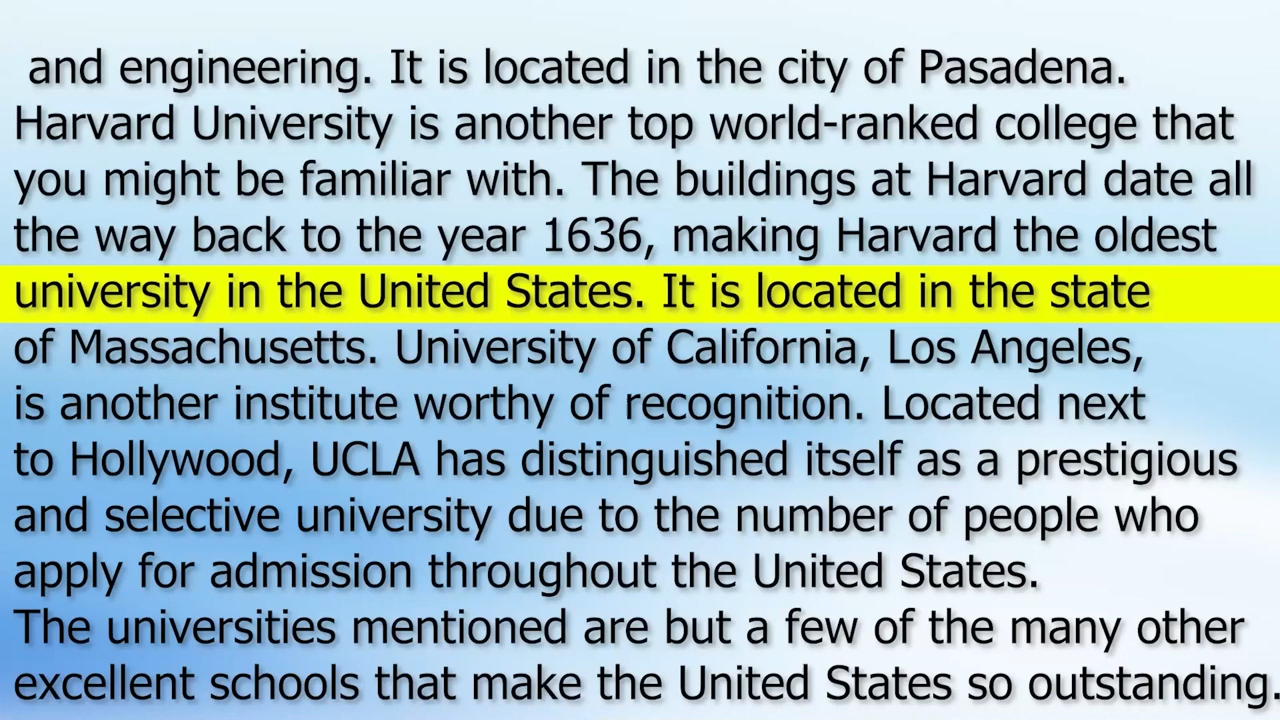 and engineering. It is located in the city of Pasadena.
Harvard University is another top world-ranked college that
you might be familiar with. The buildings at Harvard date all
the way back to the year 1636, making Harvard the oldest
university in the United States. It is located in the state
of Massachusetts. University of California, Los Angeles,
is another institute worthy of recognition. Located next
to Hollywood, UCLA has distinguished itself as a prestigious
and selective university due to the number of people who
apply for admission throughout the United States.
The universities mentioned are but a few of the many other
excellent schools that make the United States so outstanding.